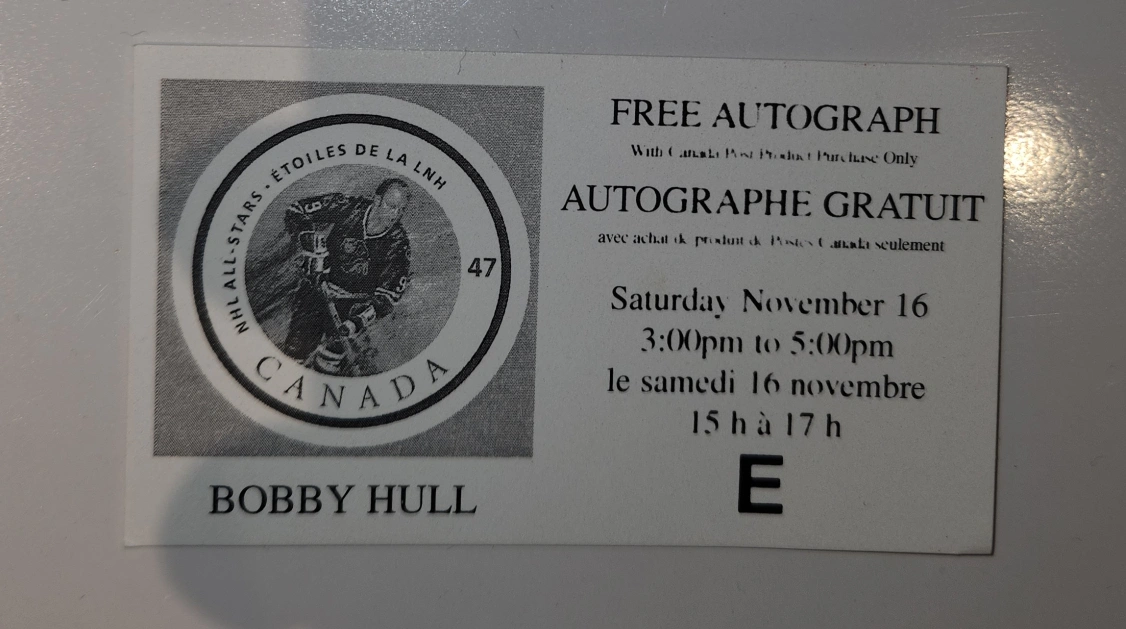 NHL ALL-STARS • ÉTOILES DE LA LNH
47
CANADA
BOBBY HULL
FREE AUTOGRAPH
With Canada Post Product Purchase Only
AUTOGRAPHE GRATUIT
avec achat de produit de Postes Canada seulement
Saturday November 16
3:00pm to 5:00pm
le samedi 16 novembre
15 h à 17 h
E